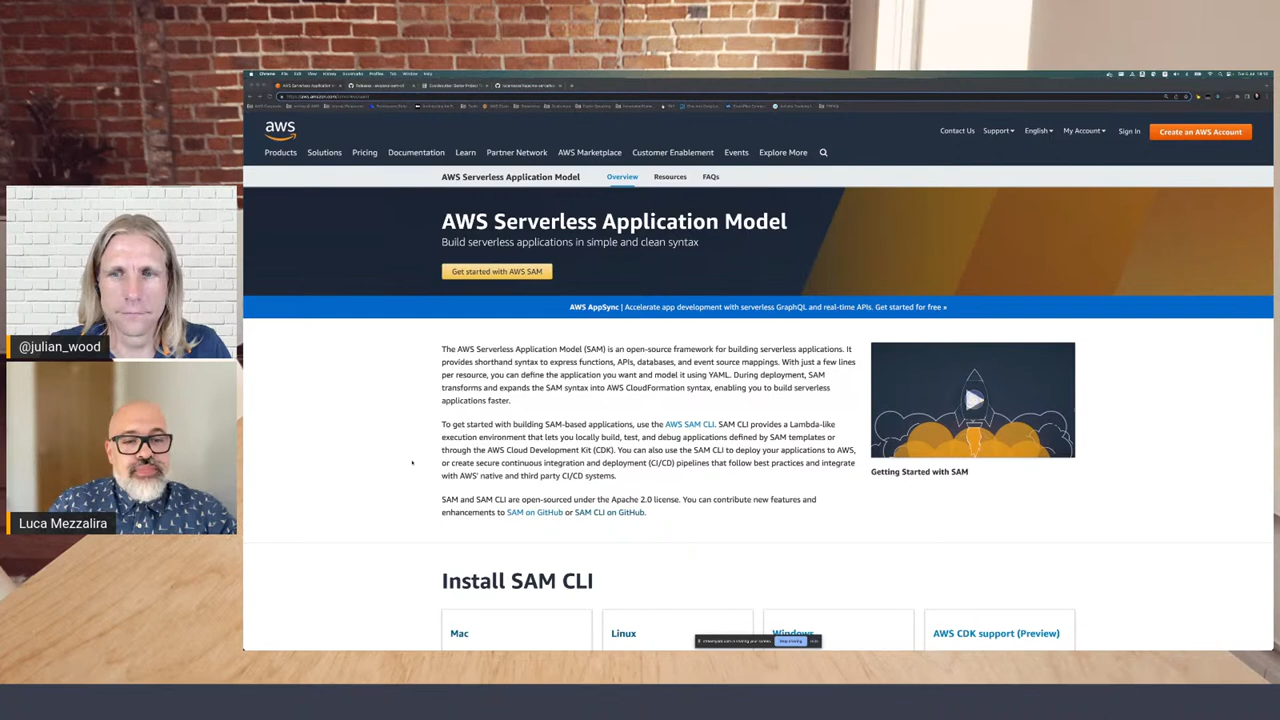 aws
Contact Us Support English My Account Sign In Create an AWS Account
Products Solutions Pricing Documentation Learn Partner Network AWS Marketplace Customer Enablement Events Explore More
AWS Serverless Application Model Overview Resources FAQs
AWS Serverless Application Model
Build serverless applications in simple and clean syntax
Get started with AWS SAM
AWS AppSync | Accelerate app development with serverless GraphQL and real-time APIs. Get started for free »
The AWS Serverless Application Model (SAM) is an open-source framework for building serverless applications. It
provides shorthand syntax to express functions, APIs, databases, and event source mappings. With just a few lines
per resource, you can define the application you want and model it using YAML. During deployment, SAM
transforms and expands the SAM syntax into AWS CloudFormation syntax, enabling you to build serverless
applications faster.
To get started with building SAM-based applications, use the AWS SAM CLI. SAM CLI provides a Lambda-like
execution environment that lets you locally build, test, and debug applications defined by SAM templates or
through the AWS Cloud Development Kit (CDK). You can also use the SAM CLI to deploy your applications to AWS,
or create secure continuous integration and deployment (CI/CD) pipelines that follow best practices and integrate
with AWS' native and third party CI/CD systems.
SAM and SAM CLI are open-sourced under the Apache 2.0 license. You can contribute new features and
enhancements to SAM on GitHub or SAM CLI on GitHub.
Getting Started with SAM
Install SAM CLI
Mac
Linux
Windows
AWS CDK support (Preview)
@julian_wood
Luca Mezzalira